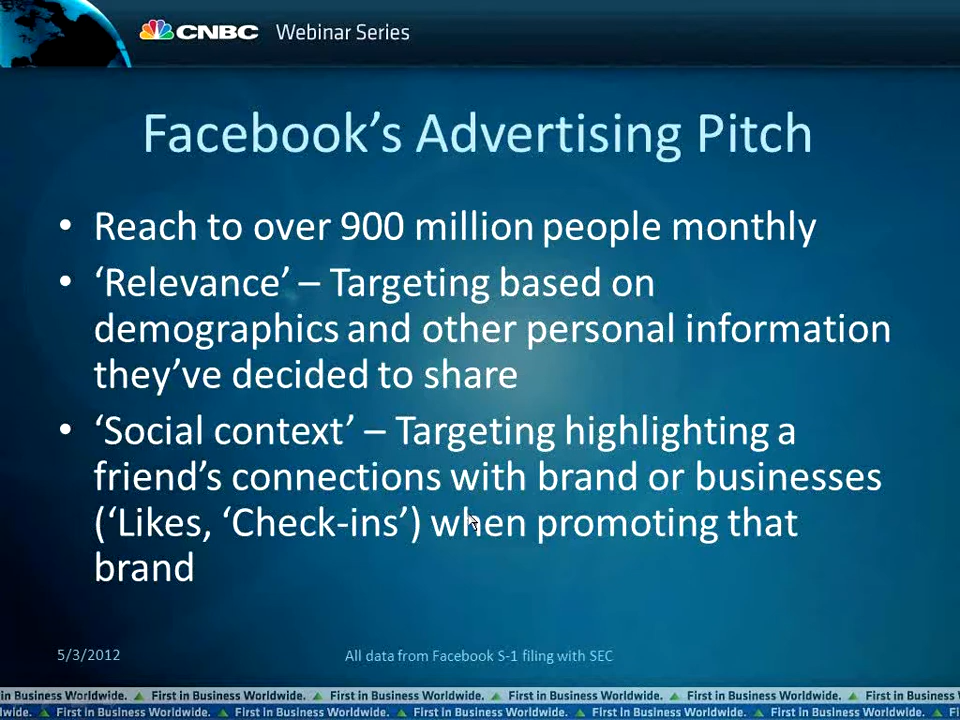 CNBC Webinar Series
Facebook’s Advertising Pitch
• Reach to over 900 million people monthly
• ‘Relevance’ – Targeting based on
demographics and other personal information
they’ve decided to share
• ‘Social context’ – Targeting highlighting a
friend’s connections with brand or businesses
(‘Likes, ‘Check-ins’) when promoting that
brand
5/3/2012 All data from Facebook S-1 filing with SEC
in Business Worldwide. First in Business Worldwide. First in Business Worldwide. First in Business Worldwide. First in Business Worldwide. First in Business
lwide. First in Business Worldwide. First in Business Worldwide. First in Business Worldwide. First in Business Worldwide. First in Business Worldwide. Fi